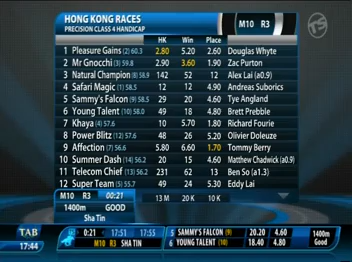 HONG KONG RACES
PRECISION CLASS 4 HANDICAP
M10 R3
HK Win Place
1 Pleasure Gains (2) 60.3 2.80 5.20 2.60 Douglas Whyte
2 Mr Gnocchi (3) 59.8 2.90 3.60 1.90 Zac Purton
3 Natural Champion (8) 58.9 142 52 12 Alex Lai (a0.9)
4 Safari Magic (1) 58.5 12 12 4.90 Andreas Suborics
5 Sammy's Falcon (9) 58.5 29 20 4.60 Tye Angland
6 Young Talent (10) 58.0 49 18 4.80 Brett Prebble
7 Khaya (4) 57.6 10 5.70 1.80 Richard Fourie
8 Power Blitz (12) 57.6 48 26 5.20 Olivier Doleuze
9 Affection (7) 56.6 5.80 6.60 1.70 Tommy Berry
10 Summer Dash (14) 56.2 20 15 4.60 Matthew Chadwick (a0.9)
11 Telecom Chief (13) 56.2 231 62 13 Ben So (a1.3)
12 Super Team (5) 55.7 49 24 5.30 Eddy Lai
M10 R3 00:21
1400m GOOD
Sha Tin
13 M 20 K 10 K
TAB
17:44
0:21 17:51 17:55
M10 R3 SHA TIN
5 SAMMY'S FALCON (9) 20.20 4.60
6 YOUNG TALENT (10) 18.40 4.80
1400m
GOOD